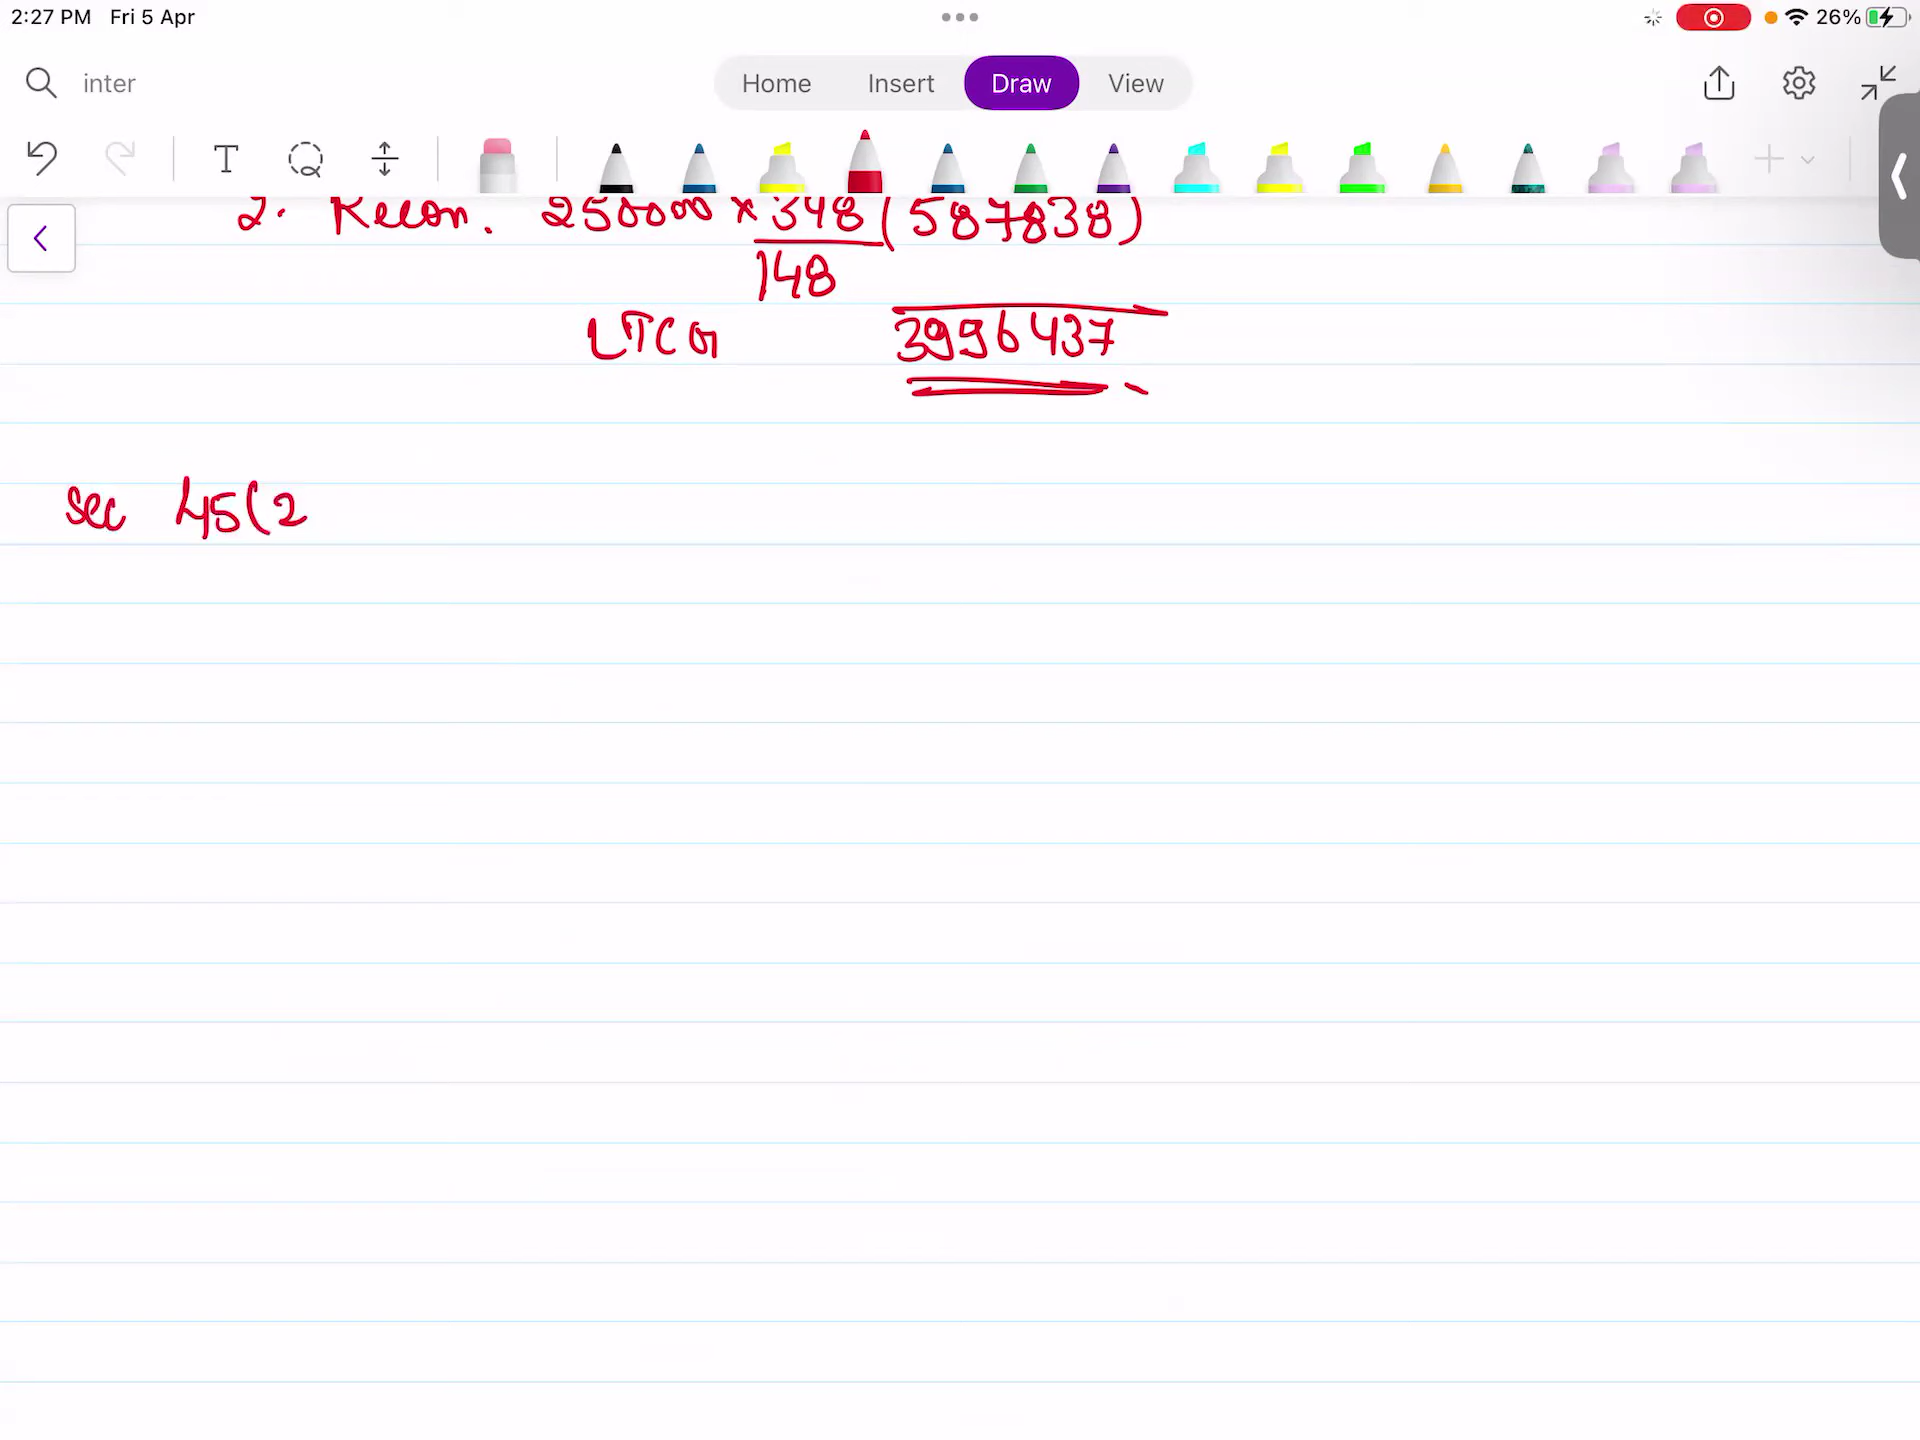 2:27 PM Fri 5 Apr 26%
inter Home Insert Draw View
T
2. Recon. 250000 × 348 (587838)
148
LTCG 3996437
Sec 45(2